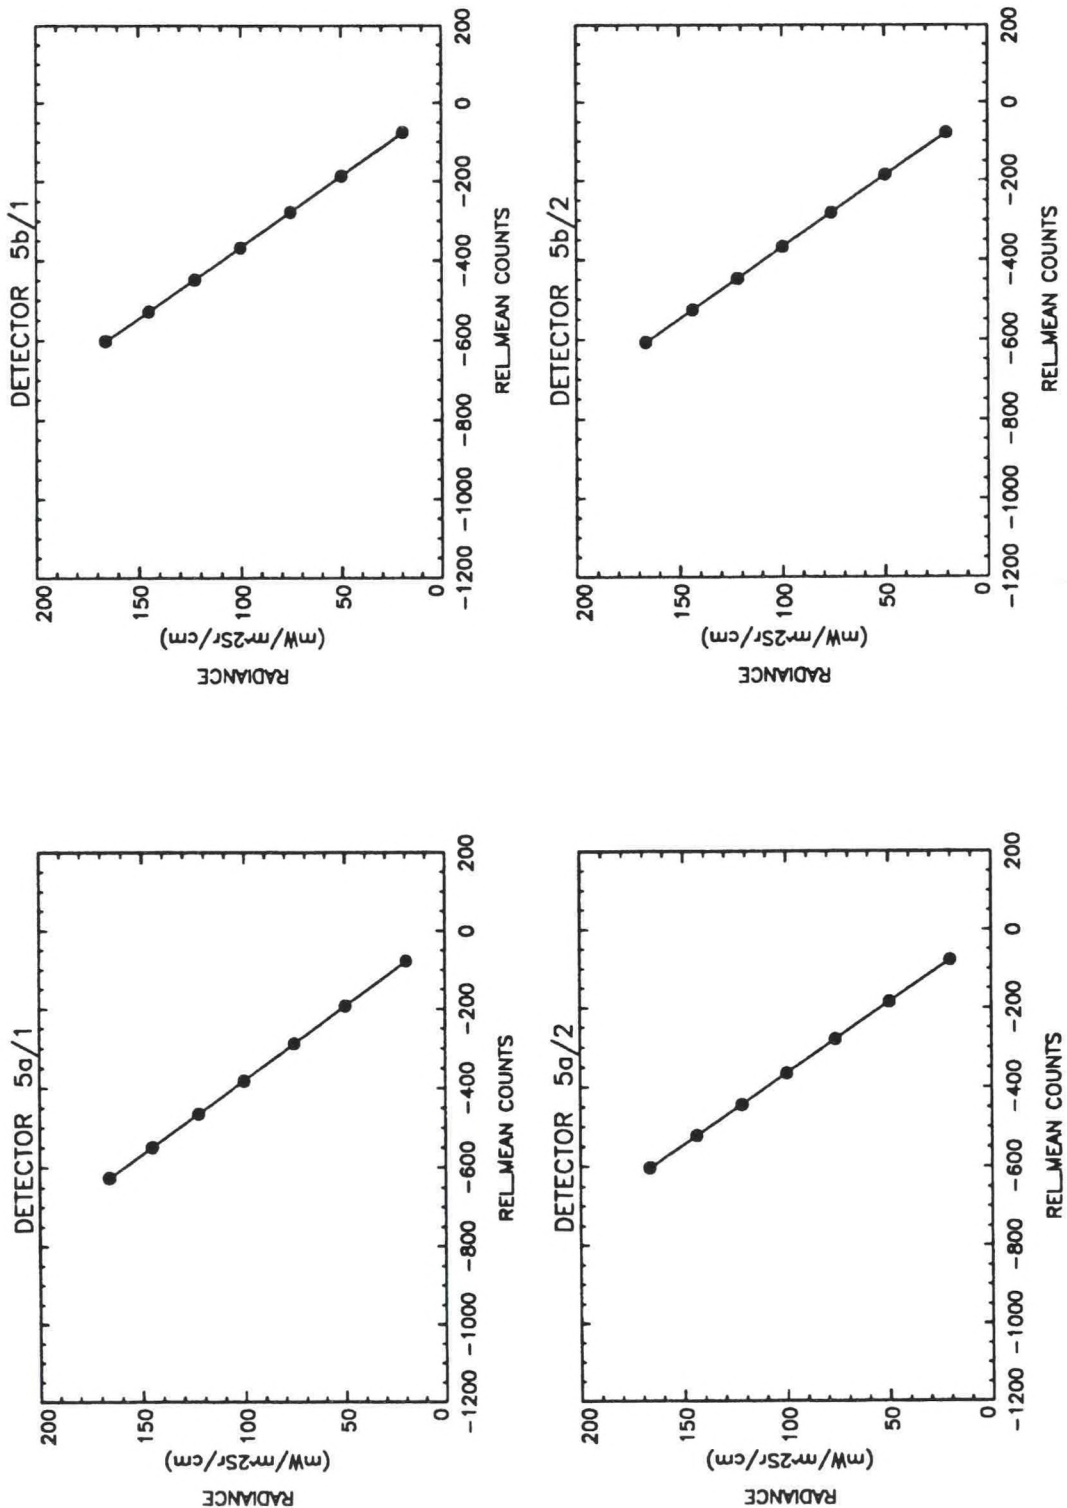 DETECTOR 5a/1
200
150
100
50
0
RADIANCE
(mW/m^2Sr/cm)
-1200 -1000 -800 -600 -400 -200 0 200
REL_MEAN COUNTS
DETECTOR 5b/1
200
150
100
50
0
RADIANCE
(mW/m^2Sr/cm)
-1200 -1000 -800 -600 -400 -200 0 200
REL_MEAN COUNTS
DETECTOR 5a/2
200
150
100
50
0
RADIANCE
(mW/m^2Sr/cm)
-1200 -1000 -800 -600 -400 -200 0 200
REL_MEAN COUNTS
DETECTOR 5b/2
200
150
100
50
0
RADIANCE
(mW/m^2Sr/cm)
-1200 -1000 -800 -600 -400 -200 0 200
REL_MEAN COUNTS